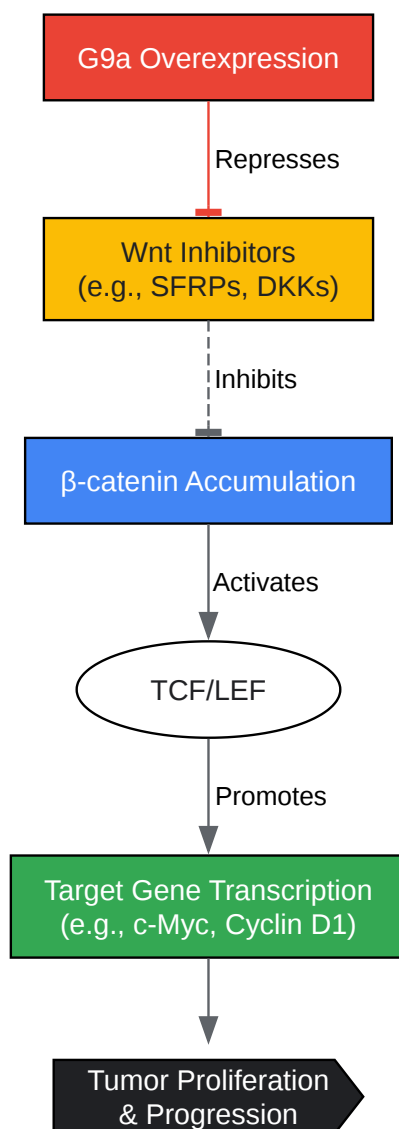 G9a Overexpression
Represses
Wnt Inhibitors
(e.g., SFRPs, DKKs)
Inhibits
β-catenin Accumulation
Activates
TCF/LEF
Promotes
Target Gene Transcription
(e.g., c-Myc, Cyclin D1)
Tumor Proliferation
& Progression